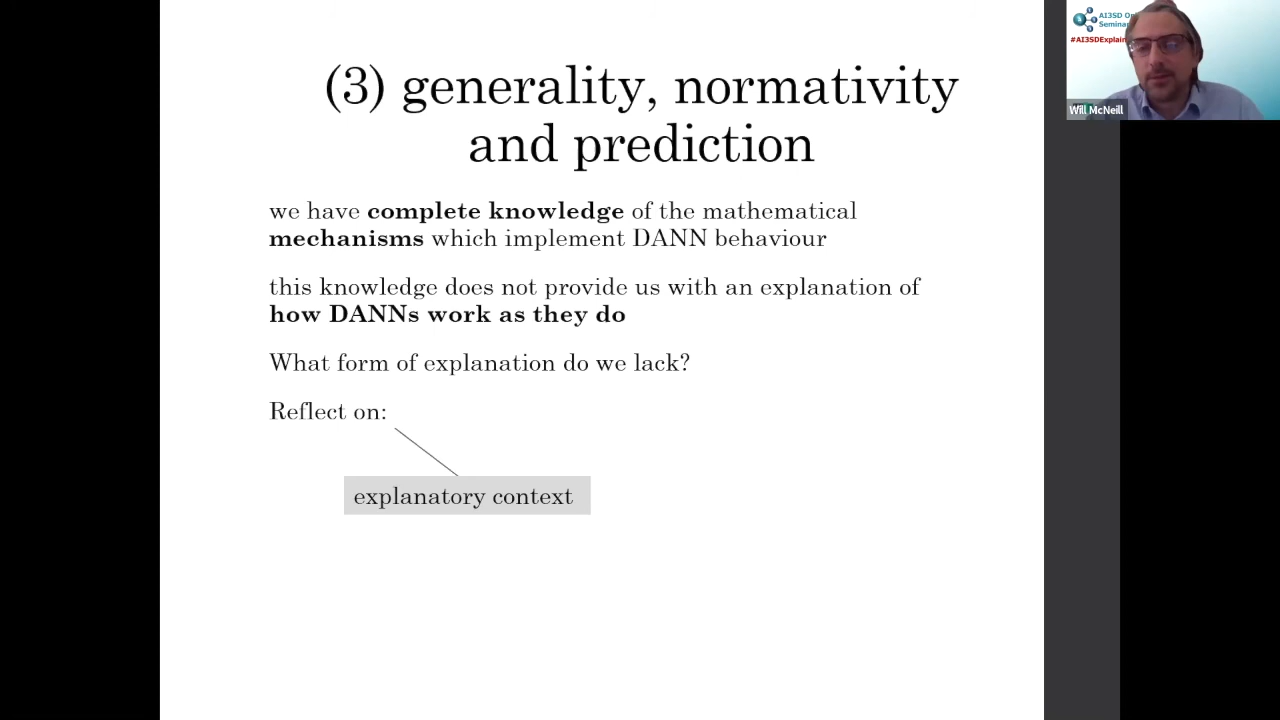 (3) generality, normativity
and prediction
we have complete knowledge of the mathematical
mechanisms which implement DANN behaviour
this knowledge does not provide us with an explanation of
how DANNs work as they do
What form of explanation do we lack?
Reflect on:
explanatory context
AI3SD
Semina
#AI3SDExplain
Will McNeill